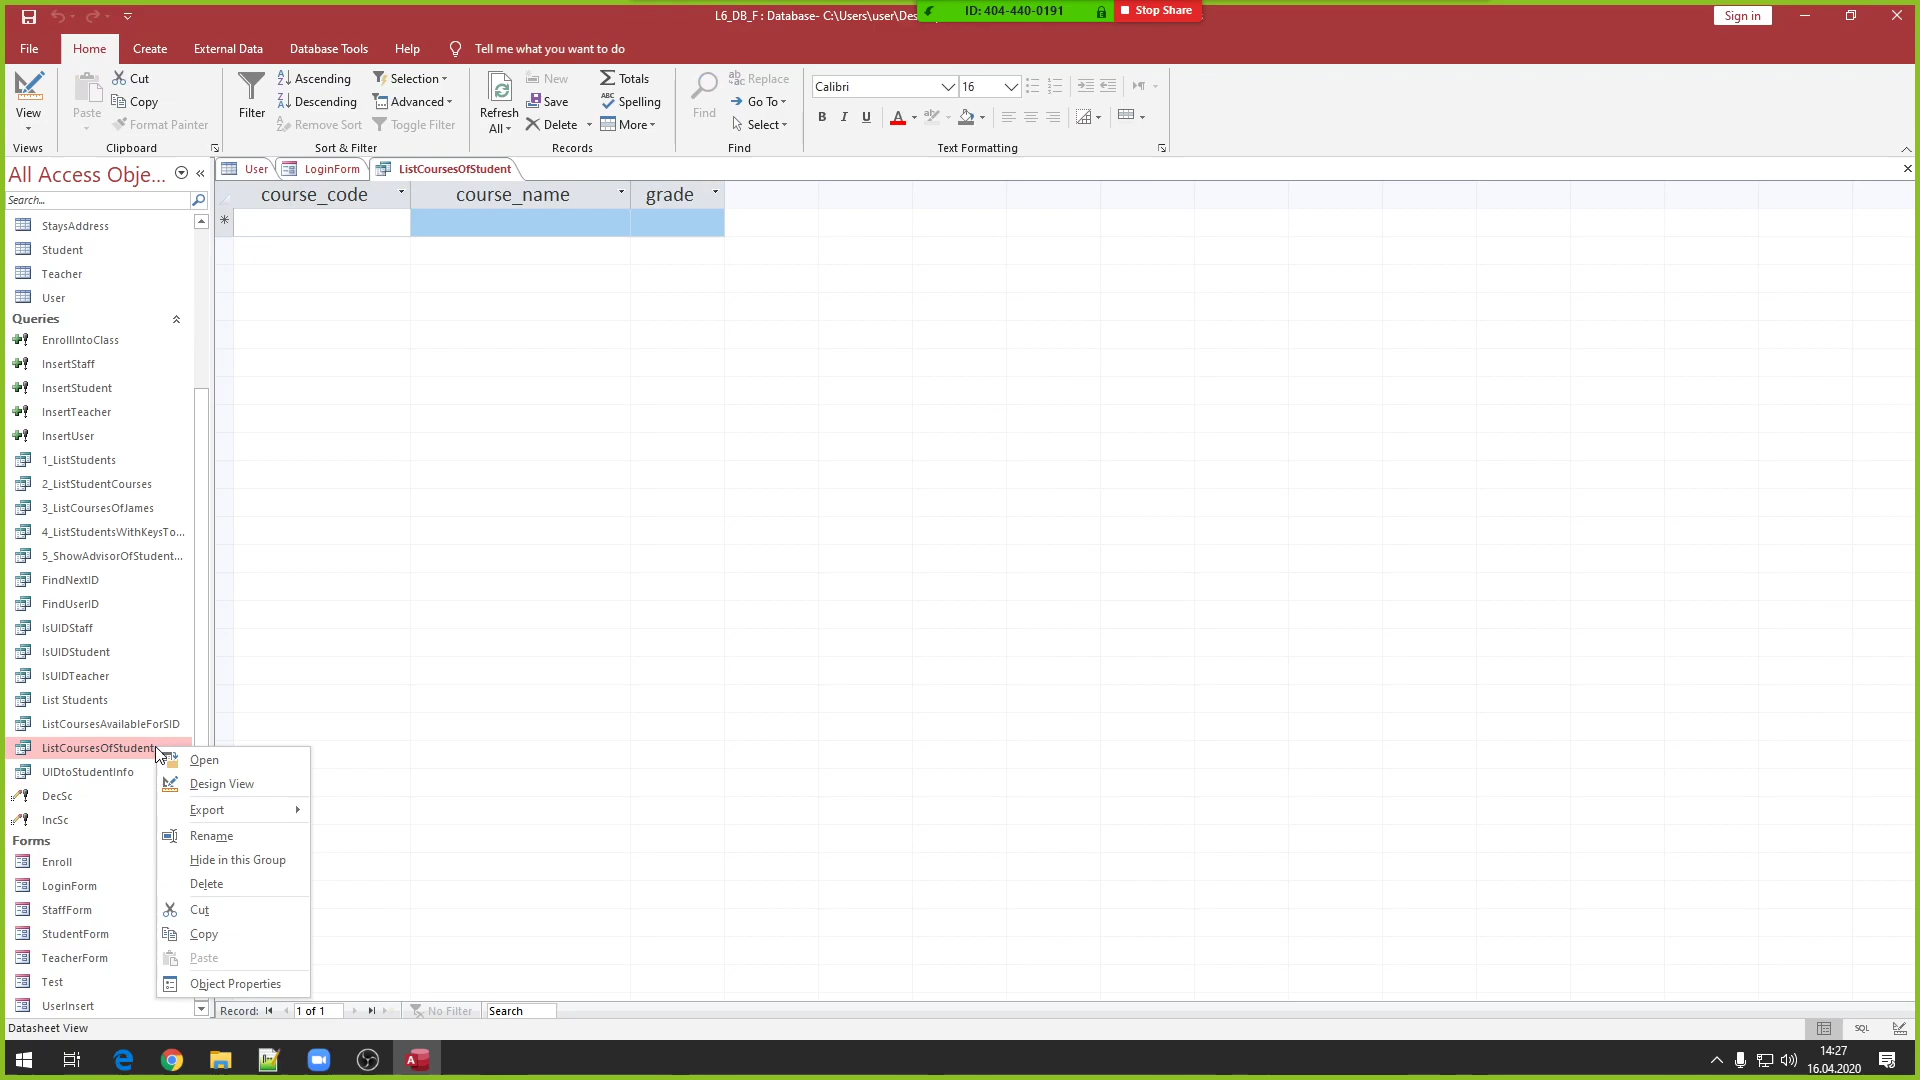 L6_DB_F : Database- C:\Users\user\Des
ID: 404-440-0191
Stop Share
Sign in
File
Home
Create
External Data
Database Tools
Help
Tell me what you want to do
View
Views
Paste
Cut
Copy
Format Painter
Clipboard
Filter
Ascending
Descending
Remove Sort
Selection
Advanced
Toggle Filter
Sort & Filter
Refresh
All
New
Save
Delete
Totals
Spelling
More
Records
Find
Replace
Go To
Select
Find
Calibri
16
B I U
Text Formatting
All Access Obje...
Search...
StaysAddress
Student
Teacher
User
Queries
EnrollIntoClass
InsertStaff
InsertStudent
InsertTeacher
InsertUser
1_ListStudents
2_ListStudentCourses
3_ListCoursesOfJames
4_ListStudentsWithKeysTo...
5_ShowAdvisorOfStudent...
FindNextID
FindUserID
IsUIDStaff
IsUIDStudent
IsUIDTeacher
List Students
ListCoursesAvailableForSID
ListCoursesOfStudent
UIDtoStudentInfo
DecSc
IncSc
Forms
Enroll
LoginForm
StaffForm
StudentForm
TeacherForm
Test
UserInsert
User
LoginForm
ListCoursesOfStudent
course_code
course_name
grade
Open
Design View
Export
Rename
Hide in this Group
Delete
Cut
Copy
Paste
Object Properties
Record:
1 of 1
No Filter
Search
Datasheet View
SQL
14:27
16.04.2020